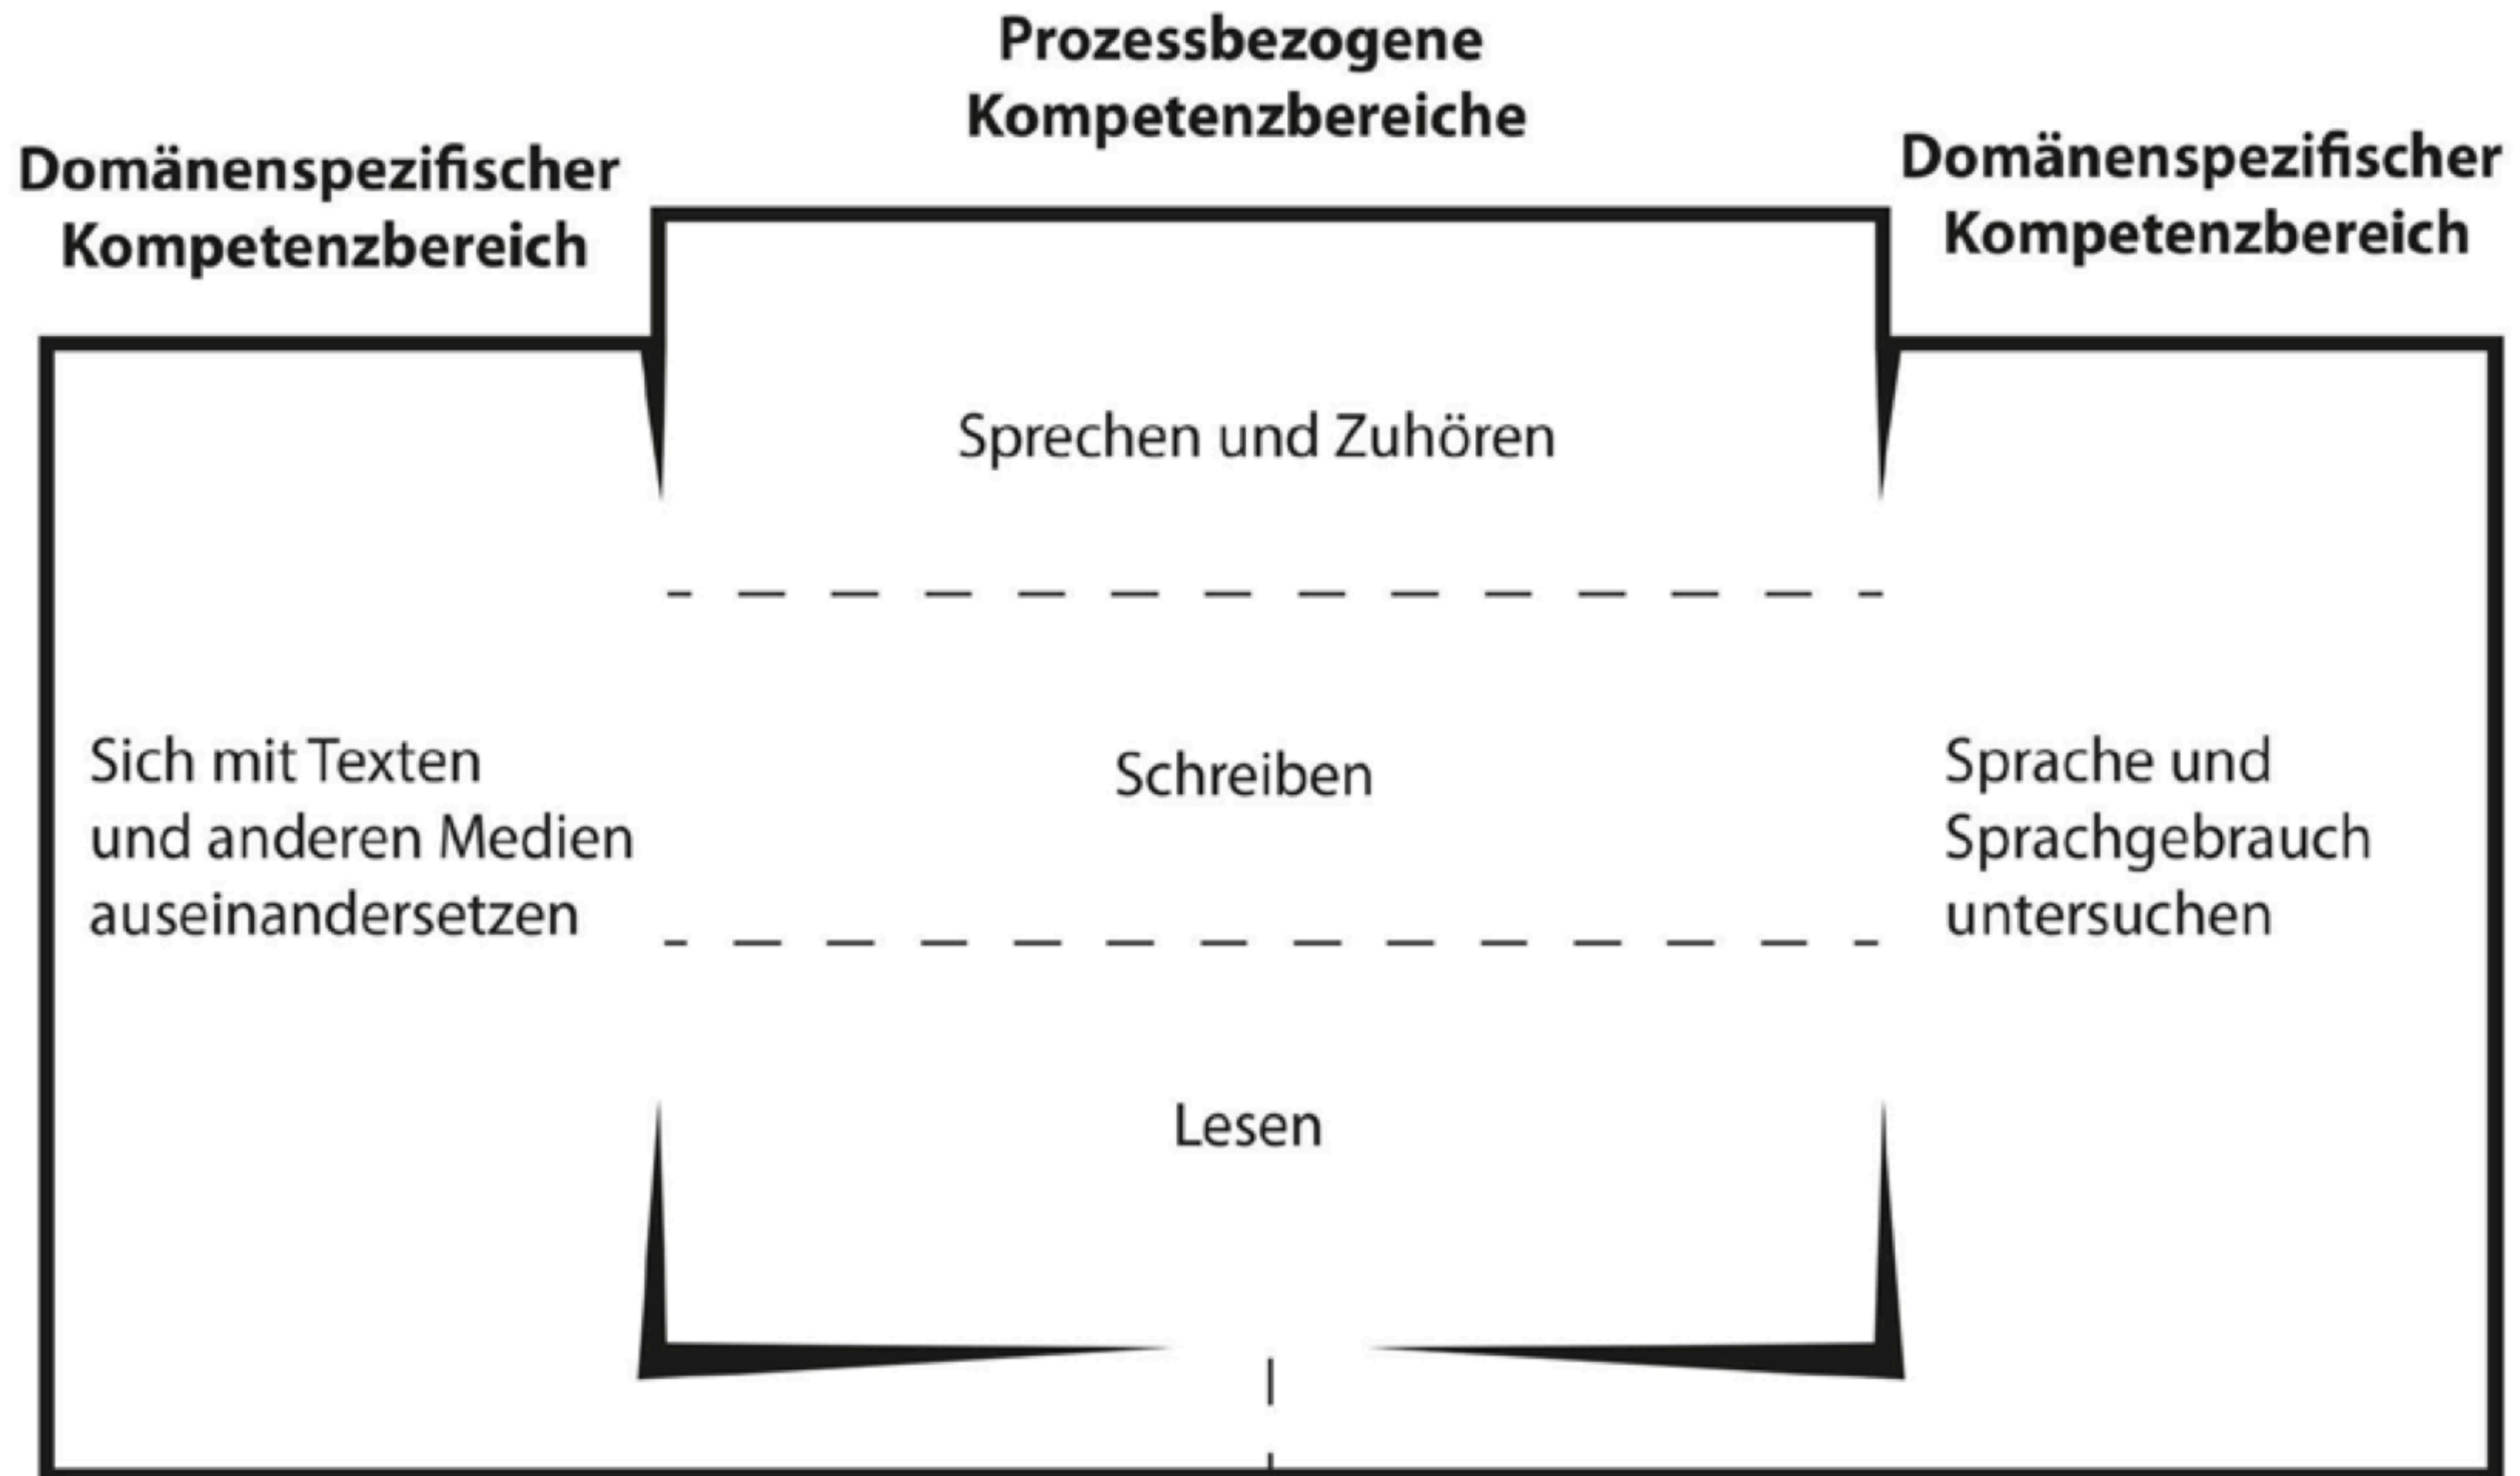 Prozessbezogene
Kompetenzbereiche
Domänenspezifischer
Kompetenzbereich
Domänenspezifischer
Kompetenzbereich
Sprechen und Zuhören
Sich mit Texten
und anderen Medien
auseinandersetzen
Schreiben
Sprache und
Sprachgebrauch
untersuchen
Lesen